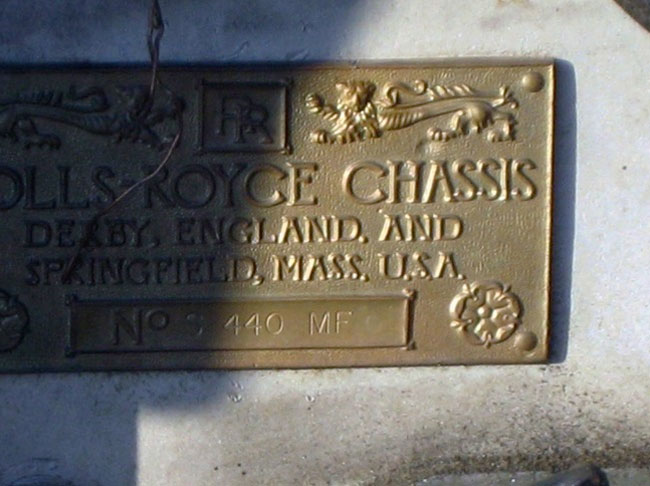 RR
OLLS-ROYCE CHASSIS
DERBY, ENGLAND, AND
SPRINGFIELD, MASS. U.S.A.
No S 440 MF